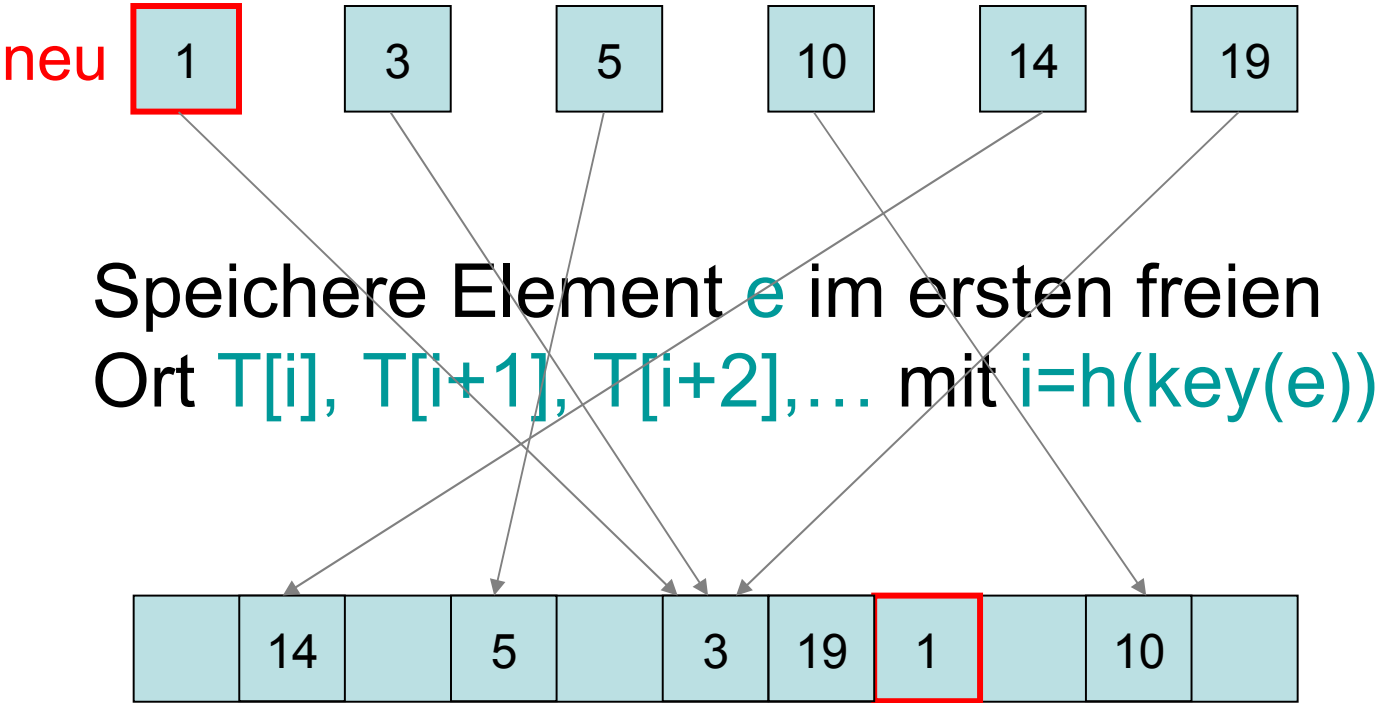 neu 1 3 5 10 14 19
Speichere Element e im ersten freien
Ort T[i], T[i+1], T[i+2],… mit i=h(key(e))
14 5 3 19 1 10